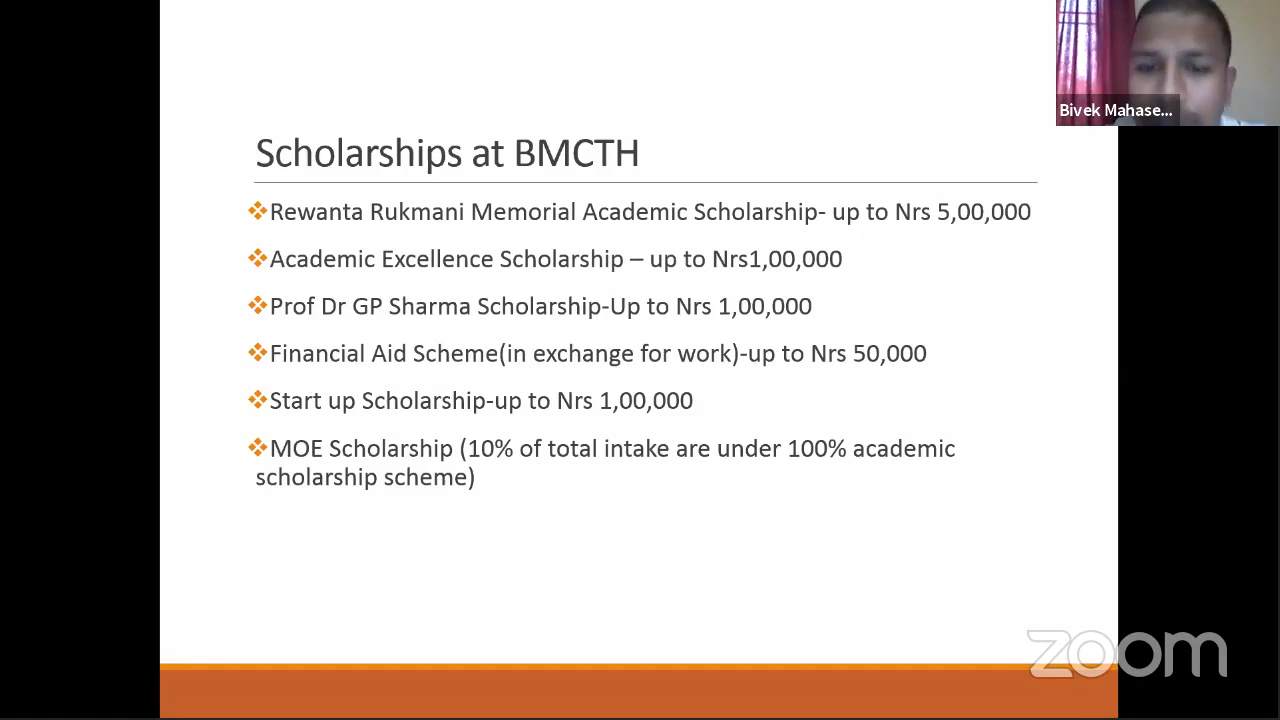 Bivek Mahase...
Scholarships at BMCTH
❖Rewanta Rukmani Memorial Academic Scholarship- up to Nrs 5,00,000
❖Academic Excellence Scholarship – up to Nrs1,00,000
❖Prof Dr GP Sharma Scholarship-Up to Nrs 1,00,000
❖Financial Aid Scheme(in exchange for work)-up to Nrs 50,000
❖Start up Scholarship-up to Nrs 1,00,000
❖MOE Scholarship (10% of total intake are under 100% academic
scholarship scheme)
zoom